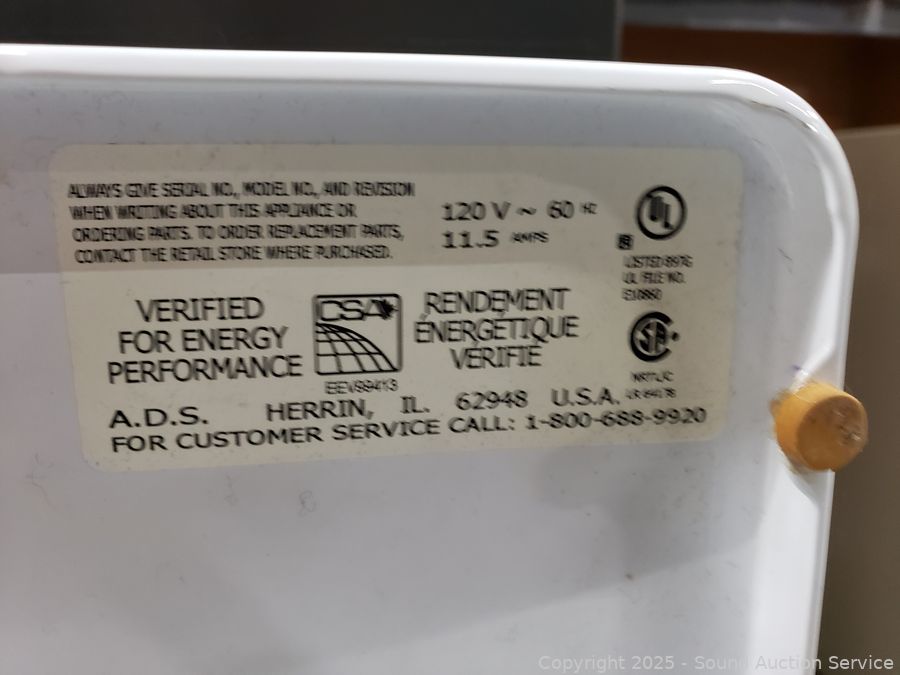 ALWAYS GIVE SERIAL NO., MODEL NO., AND REVISION
WHEN WRITING ABOUT THIS APPLIANCE OR
ORDERING PARTS. TO ORDER REPLACEMENT PARTS,
CONTACT THE RETAIL STORE WHERE PURCHASED.
120 V ~ 60 HZ
11.5 AMPS
UL
LISTED
UL FILE NO.
VERIFIED
FOR ENERGY
PERFORMANCE
CSA
EEV99413
RENDEMENT
ÉNERGÉTIQUE
VÉRIFIÉ
A.D.S. HERRIN, IL. 62948 U.S.A.
FOR CUSTOMER SERVICE CALL: 1-800-688-9920
Copyright © 2025 - Sound Auction Service